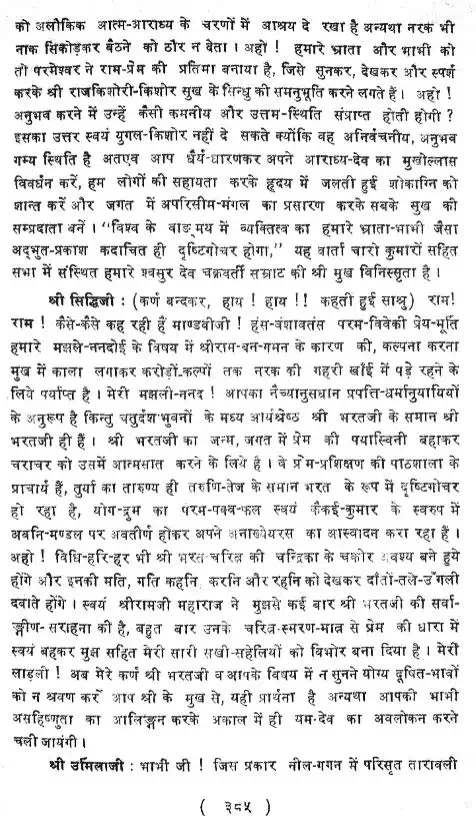 को अलौकिक आत्म-आराध्य के चरणों में आश्रय दे रखा है अन्यथा नरक भी
नाक सिकोड़कर बैठने को ठौर न देता । अहो ! हमारे भ्राता और भाभी को
तो परमेश्वर ने राम-प्रेम की प्रतिमा बनाया है, जिसे सुनकर, देखकर और स्पर्श
करके श्री राजकिशोरी-किशोर सुख के सिन्धु की समनुभूति करने लगते हैं । अहो !
अनुभव करने में उन्हें कैसी कमनीय और उत्तम-स्थिति संप्राप्त होती होगी ?
इसका उत्तर स्वयं युगल-किशोर नहीं दे सकते क्योंकि वह अनिर्वचनीय, अनुभव
गम्य स्थिति है अतएव आप धैर्य-धारणकर अपने आराध्य-देव का मुखोल्लास
विवर्धन करें, हम लोगों की सहायता करके हृदय में जलती हुई शोकाग्नि को
शान्त करें और जगत में अपरिसीम-मंगल का प्रसारण करके सबके सुख की
सम्प्रदाता बनें । "विश्व के वाङमय में व्यक्तित्व का हमारे भ्राता-भाभी जैसा
अद्भुत-प्रकाश कदाचित ही दृष्टिगोचर होगा," यह वार्ता चारो कुमारों सहित
सभा में संस्थित हमारे श्वसुर देव चक्रवर्ती सम्राट की श्री मुख विनिस्सृता है ।
श्री सिद्धिजी : (कर्ण बन्दकर, हाय ! हाय !! कहती हुई साश्रु) राम!
राम ! कैसे-कैसे कह रही हैं माण्डवीजी ! हंस-वंशावतंस परम-विवेकी प्रेय-मूर्ति
हमारे मझले-ननदोई के विषय में श्रीराम-बन-गमन के कारण की, कल्पना करना
मुख में काला लगाकर करोड़ों-कल्पों तक नरक की गहरी खाँई में पड़े रहने के
लिये पर्याप्त है । मेरी मझली-ननद ! आपका नैच्यानुसधान प्रपत्ति-धर्मानुयायियों
के अनुरूप है किन्तु चतुर्दश-भुवनों के मध्य आर्यश्रेष्ठ श्री भरतजी के समान श्री
भरतजी ही हैं । श्री भरतजी का जन्म, जगत में प्रेम की पयास्विनी बहाकर
चराचर को उसमें आत्मसात करने के लिये है । वे प्रेम-प्रशिक्षण की पाठशाला के
प्राचार्य हैं, तुर्या का तारुण्य ही तरुणि-तेज के समान भरत के रूप में दृष्टिगोचर
हो रहा है, योग-द्रुम का परम-पक्व-फल स्वयं कैकई-कुमार के स्वरूप में
अवनि-मण्डल पर अवतीर्ण होकर अपने अनाख्येयरस का आस्वादन करा रहा हैं ।
अहो ! विधि-हरि-हर भी श्री भरत-चरित्र की चन्द्रिका के चकोर अवश्य बने हुये
होंगे और इनकी मति, गति कहनि, करनि और रहनि को देखकर दाँतों-तले-उँगली
दवाते होंगे । स्वयं श्रीरामजी महाराज ने मुझसे कई बार श्री भरतजी की सर्वा-
ङ्गीण-सराहना की है, बहुत बार उनके चरित्र-स्मरण-मात्र से प्रेम की धारा में
स्वयं बहकर मुझ सहित मेरी सारी सखी-सहेलियों को विभोर बना दिया है । मेरी
लाड़ली ! अब मेरे कर्ण श्री भरतजी व आपके विषय में न सुनने योग्य दूषित-भावों
को न श्रवण करें आप श्री के मुख से, यही प्रार्थना है अन्यथा आपकी भाभी
असहिष्णुता का आलिङ्गन करके अकाल में ही यम-देव का अवलोकन करने
चली जायंगी ।
श्री उर्मिलाजी : भाभी जी ! जिस प्रकार नील-गगन में परिसृत तारावली
( ३८५ )